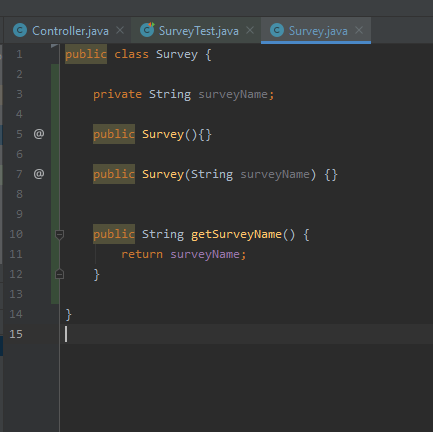 Controller.java × SurveyTest.java × Survey.java ×
1 public class Survey {
2
3 private String surveyName;
4
5 @ public Survey(){}
6
7 @ public Survey(String surveyName) {}
8
9
10 public String getSurveyName() {
11 return surveyName;
12 }
13
14 }
15